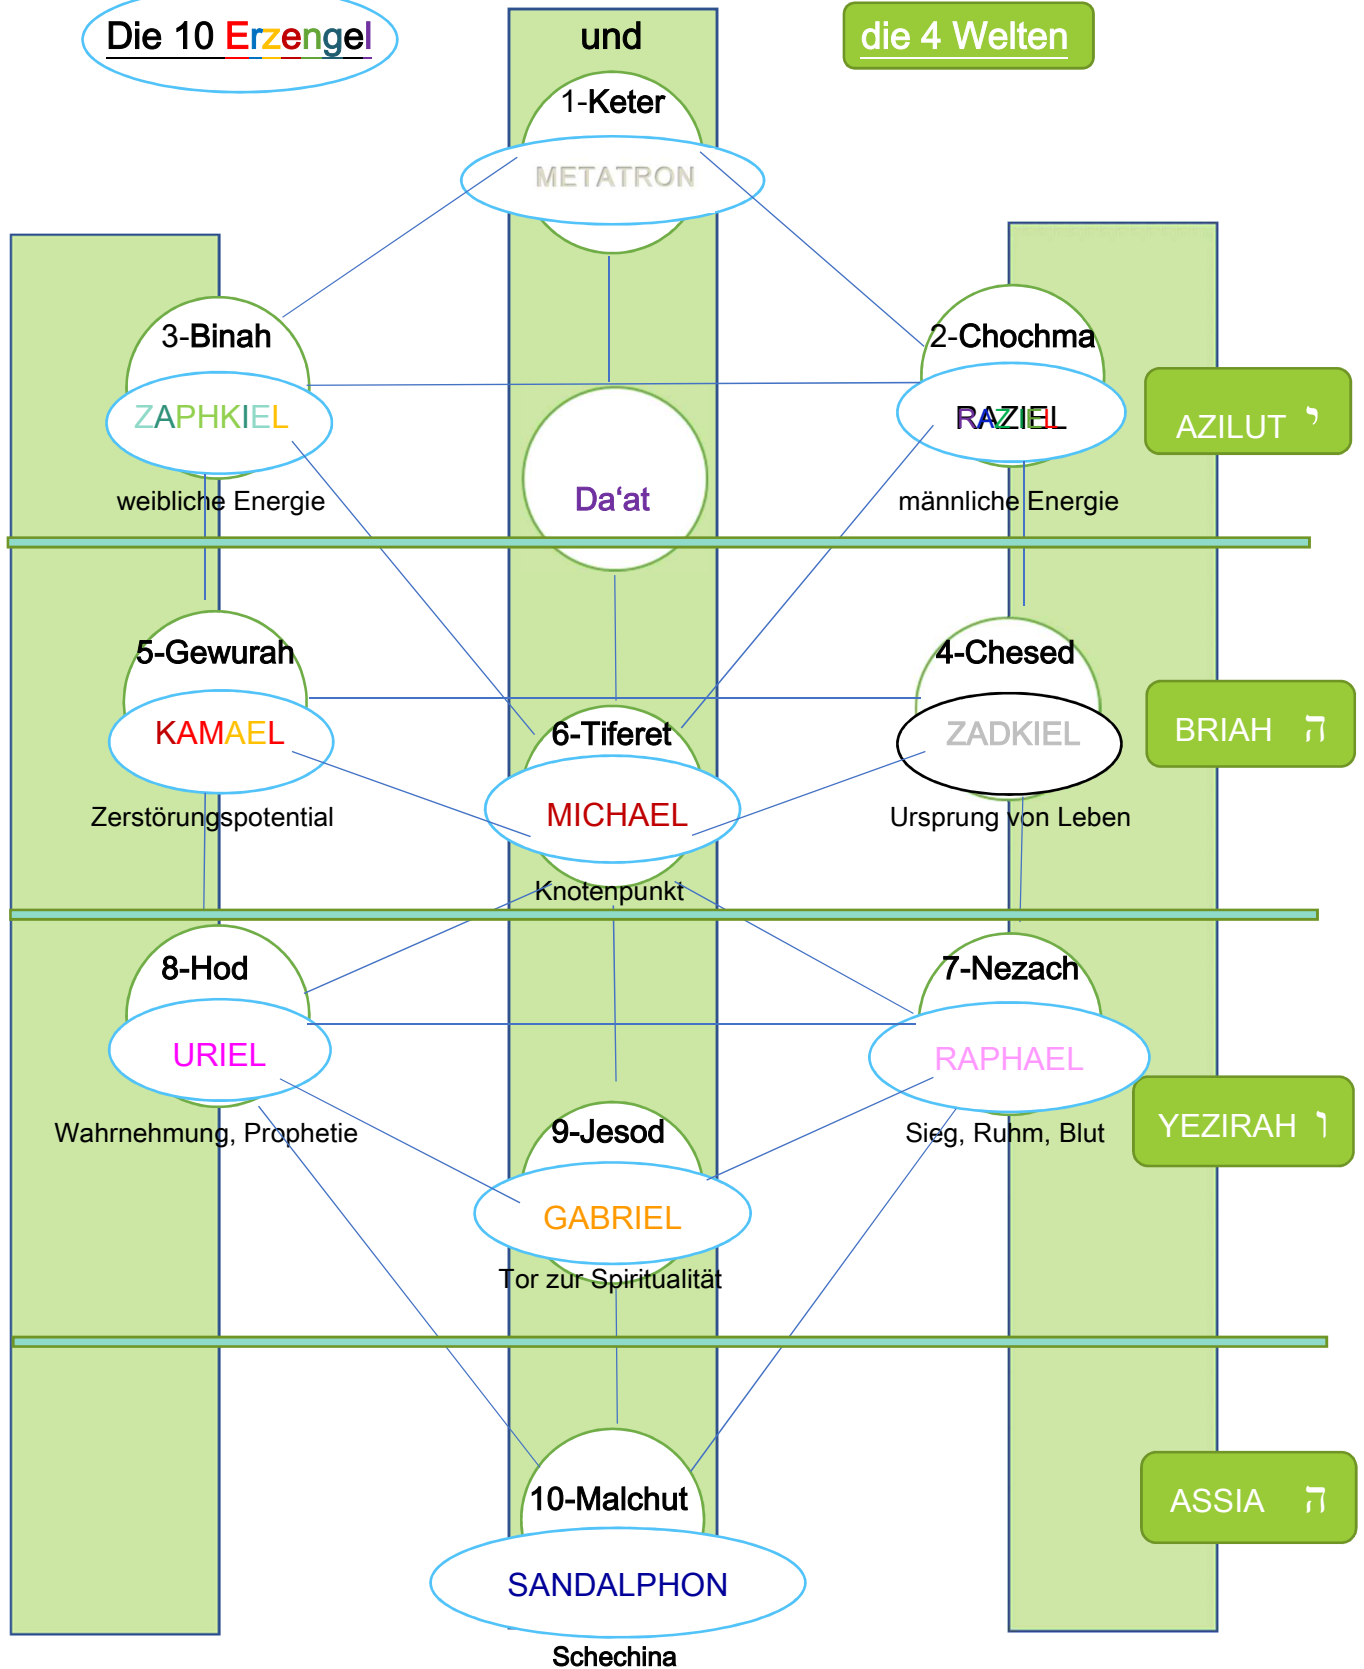 Die 10 Erzengel
und
die 4 Welten
1-Keter
METATRON
3-Binah
2-Chochma
ZAPHKIEL
RAZIEL
AZILUT י
weibliche Energie
Da‘at
männliche Energie
5-Gewurah
4-Chesed
KAMAEL
6-Tiferet
ZADKIEL
BRIAH ה
Zerstörungspotential
MICHAEL
Ursprung von Leben
Knotenpunkt
8-Hod
7-Nezach
URIEL
RAPHAEL
Wahrnehmung, Prophetie
9-Jesod
Sieg, Ruhm, Blut
YEZIRAH ו
GABRIEL
Tor zur Spiritualität
10-Malchut
ASSIA ה
SANDALPHON
Schechina